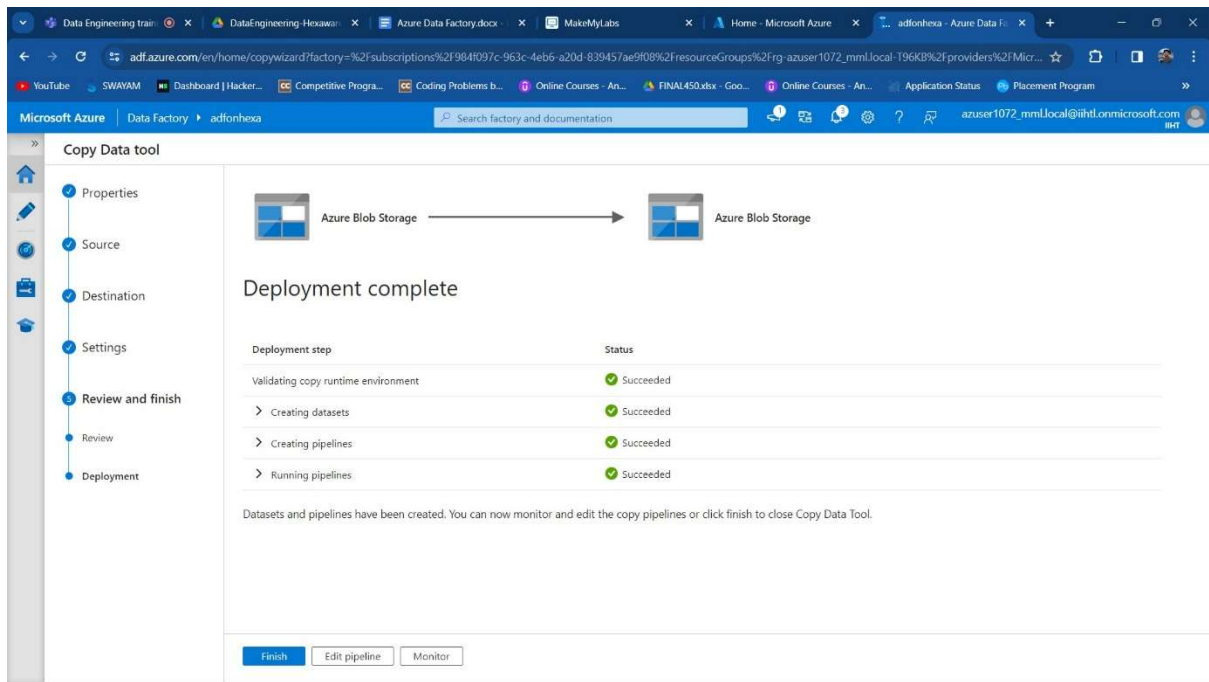 Data Engineering train
DataEngineering-Hexawar
Azure Data Factory.docx -
MakeMyLabs
Home - Microsoft Azure
adfonhexa - Azure Data Fa
adf.azure.com/en/home/copywizard?factory=%2Fsubscriptions%2F984f097c-963c-4eb6-a20d-839457ae9f08%2FresourceGroups%2Frg-azuser1072_mml.local-T96KB%2Fproviders%2FMicr...
YouTube
SWAYAM
Dashboard | Hacker...
Competitive Progra...
Coding Problems b...
Online Courses - An...
FINAL450.xlsx - Goo...
Online Courses - An...
Application Status
Placement Program
»
Microsoft Azure
Data Factory
adfonhexa
Search factory and documentation
azuser1072_mml.local@iihtl.onmicrosoft.com
IIHT
»
Copy Data tool
Properties
Source
Destination
Settings
5 Review and finish
Review
Deployment
Azure Blob Storage
Azure Blob Storage
Deployment complete
Deployment step Status
Validating copy runtime environment Succeeded
Creating datasets Succeeded
Creating pipelines Succeeded
Running pipelines Succeeded
Datasets and pipelines have been created. You can now monitor and edit the copy pipelines or click finish to close Copy Data Tool.
Finish
Edit pipeline
Monitor